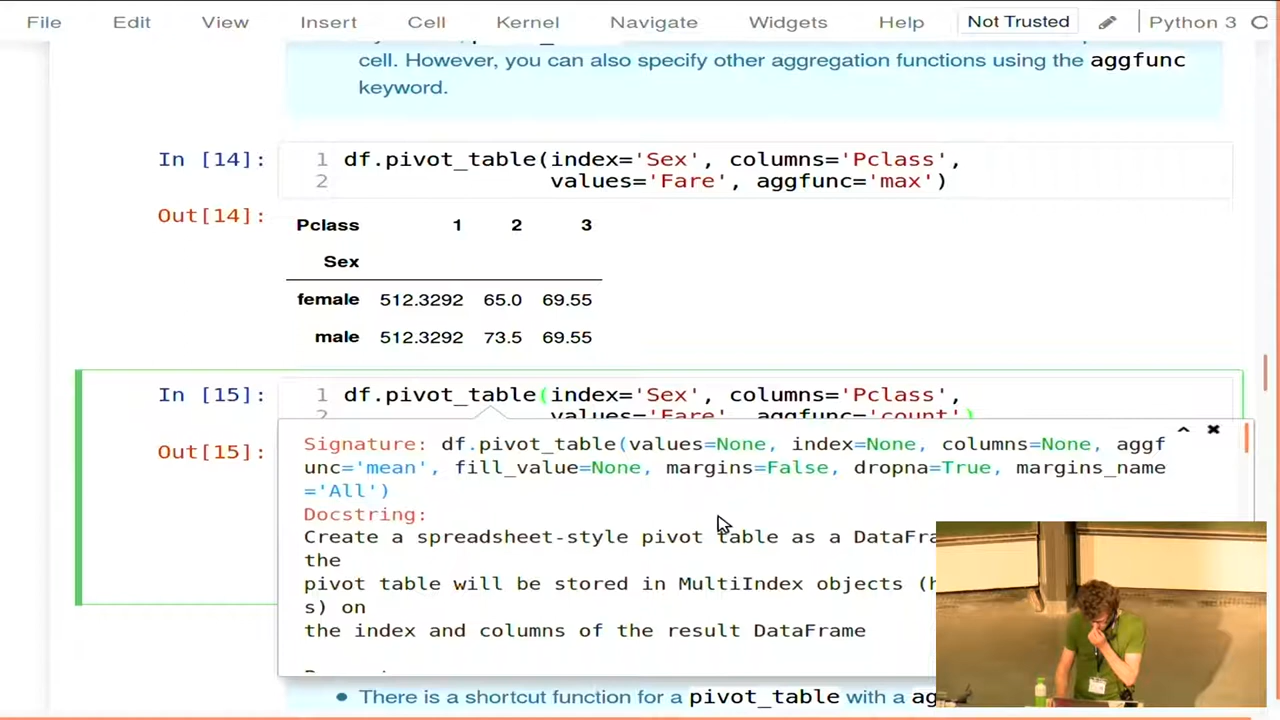 File Edit View Insert Cell Kernel Navigate Widgets Help Not Trusted Python 3
cell. However, you can also specify other aggregation functions using the aggfunc
keyword.
In [14]: 1 df.pivot_table(index='Sex', columns='Pclass',
2 values='Fare', aggfunc='max')
Out[14]:
Pclass 1 2 3
Sex
female 512.3292 65.0 69.55
male 512.3292 73.5 69.55
In [15]: 1 df.pivot_table(index='Sex', columns='Pclass',
2 values='Fare', aggfunc='count')
Out[15]:
Signature: df.pivot_table(values=None, index=None, columns=None, aggf
unc='mean', fill_value=None, margins=False, dropna=True, margins_name
='All')
Docstring:
Create a spreadsheet-style pivot table as a
the
pivot table will be stored in MultiIndex objects
s) on
the index and columns of the result DataFrame
There is a shortcut function for a pivot_table with a